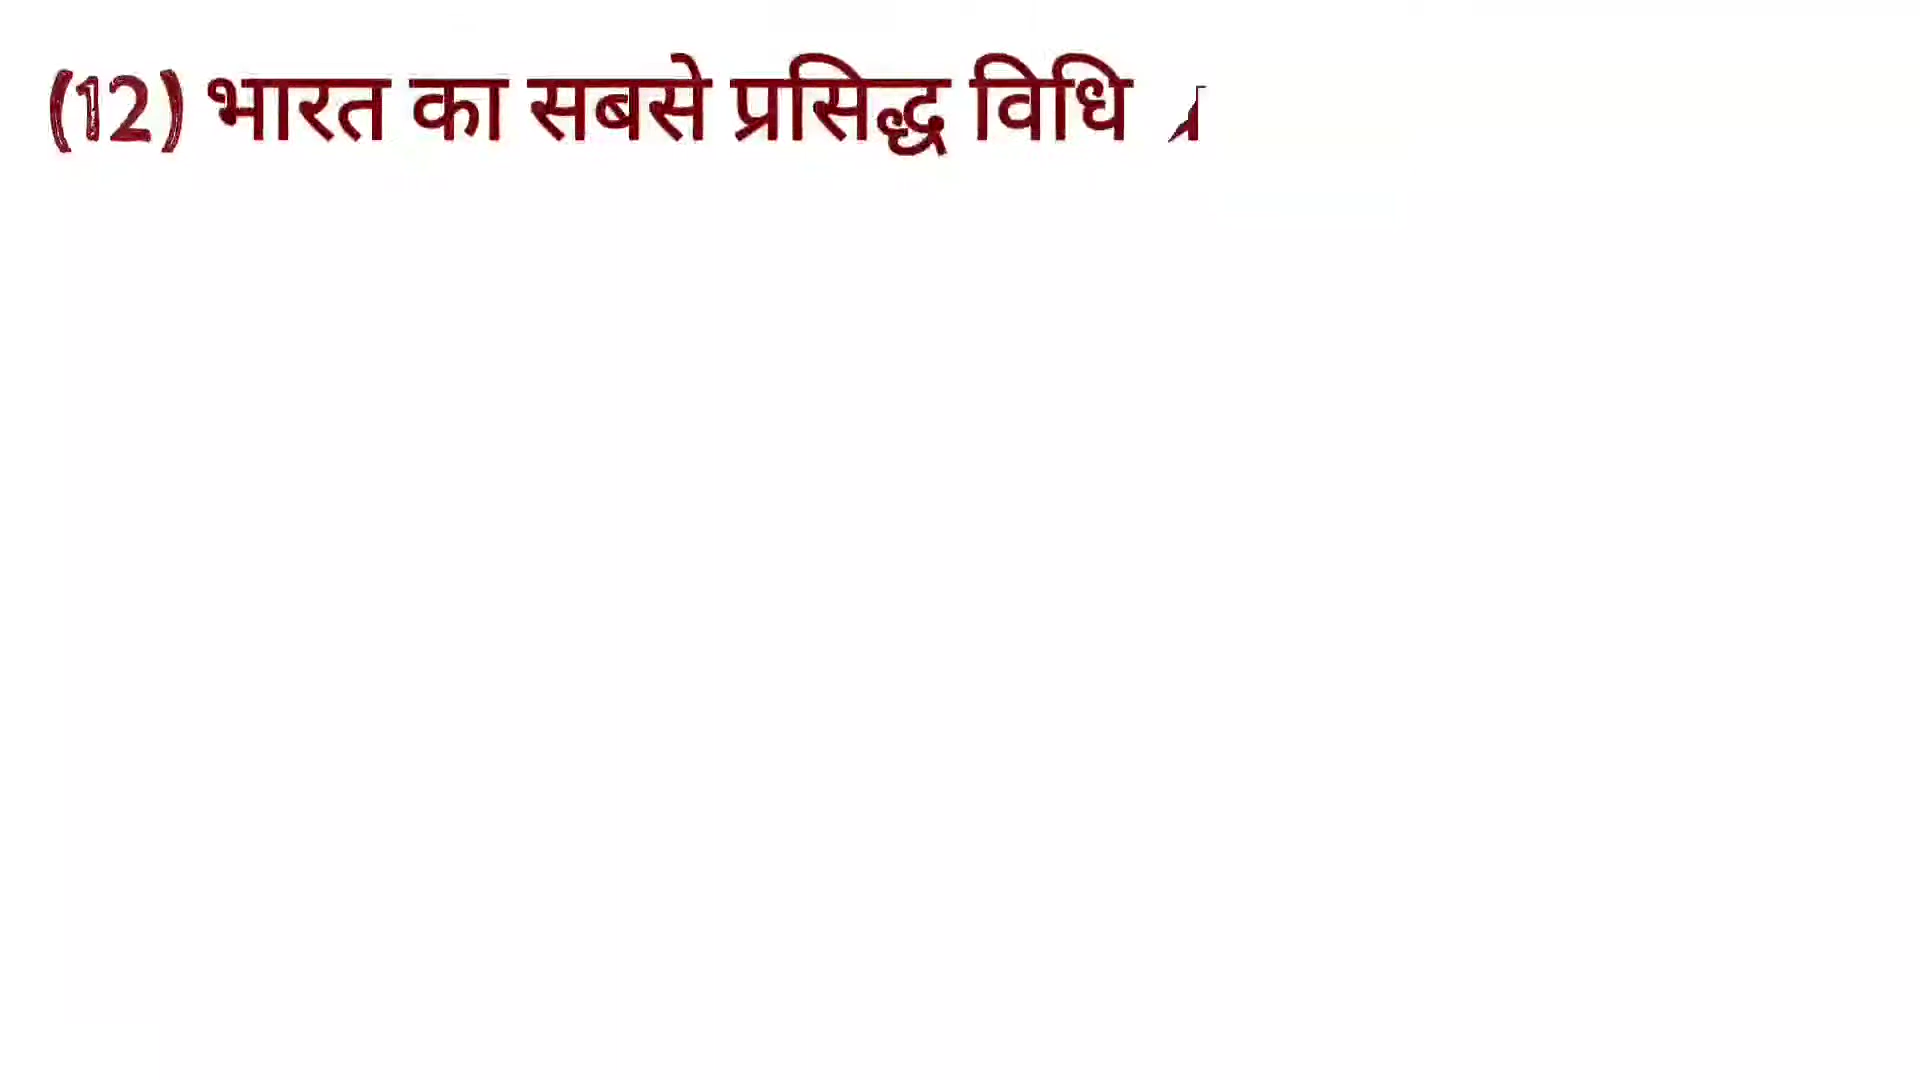 (12) भारत का सबसे प्रसिद्ध विधि